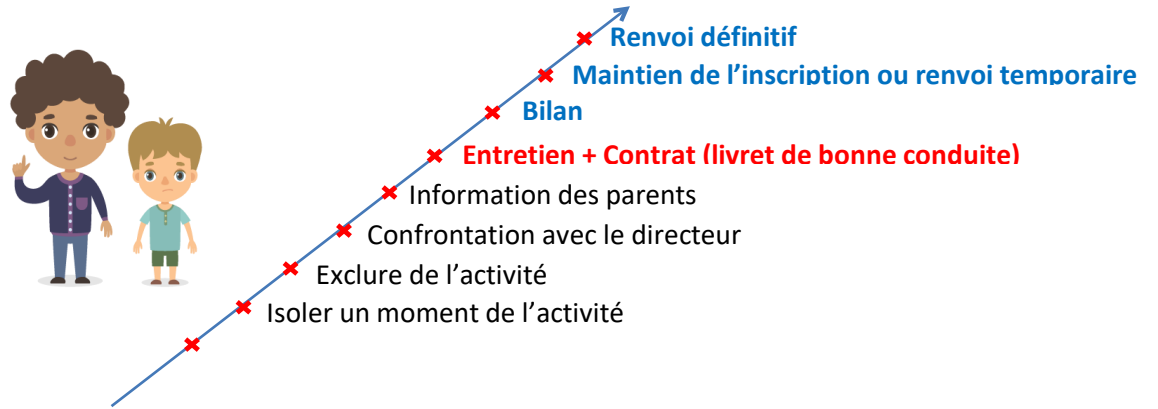 Renvoi définitif
Maintien de l’inscription ou renvoi temporaire
Bilan
Entretien + Contrat (livret de bonne conduite)
Information des parents
Confrontation avec le directeur
Exclure de l’activité
Isoler un moment de l’activité